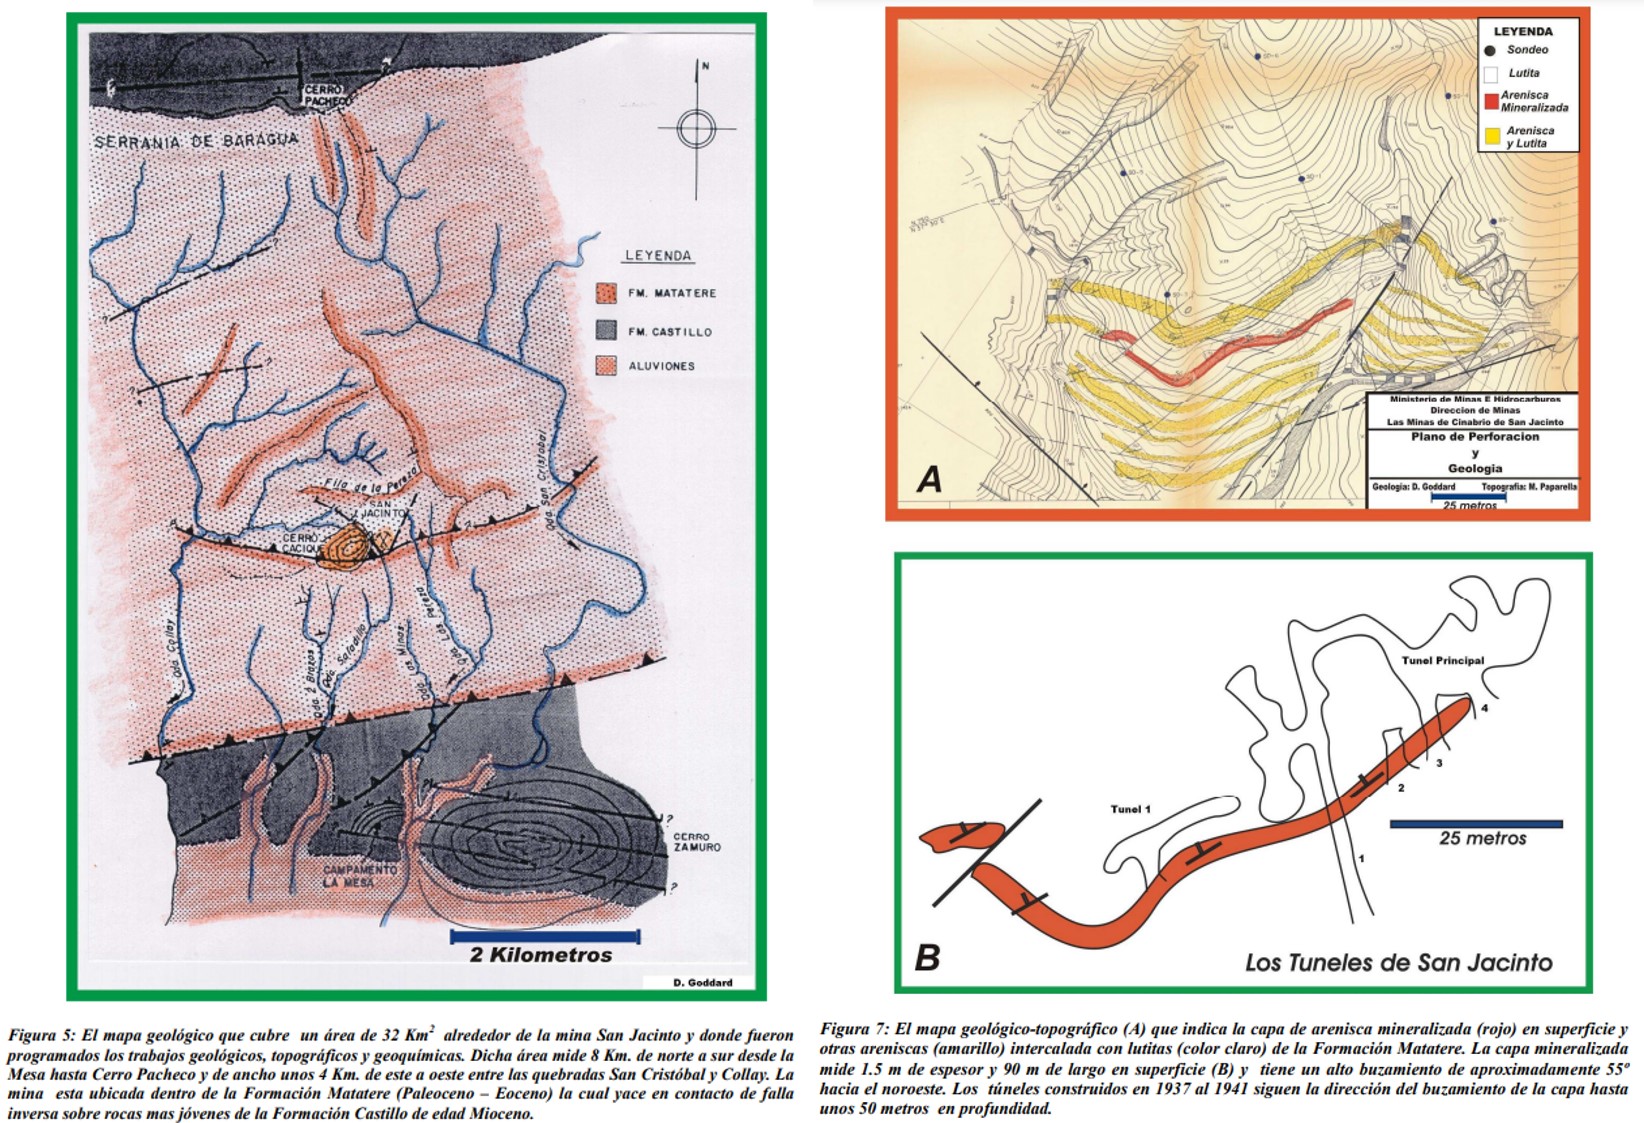 CERRO
PACHECO
SERRANIA DE BARAGUA
N
LEYENDA
FM. MATATERE
FM. CASTILLO
ALUVIONES
Fila de la Pereza
SAN
JACINTO
CERRO
CACIQUE
Qda San Cristobal
Qda. Collay
Qda 2 Brazos
Qda. Saladillo
Qda Las Minas
Qda. Las Pereza
CERRO
ZAMURO
CAMPAMENTO
LA MESA
2 Kilometros
D. Goddard
Figura 5: El mapa geológico que cubre un área de 32 Km2 alrededor de la mina San Jacinto y donde fueron
programados los trabajos geológicos, topográficos y geoquímicas. Dicha área mide 8 Km. de norte a sur desde la
Mesa hasta Cerro Pacheco y de ancho unos 4 Km. de este a oeste entre las quebradas San Cristóbal y Collay. La
mina esta ubicada dentro de la Formación Matatere (Paleoceno – Eoceno) la cual yace en contacto de falla
inversa sobre rocas mas jóvenes de la Formación Castillo de edad Mioceno.
LEYENDA
Sondeo
Lutita
Arenisca
Mineralizada
Arenisca
y Lutita
Ministerio de Minas E Hidrocarburos
Direccion de Minas
Las Minas de Cinabrio de San Jacinto
Plano de Perforacion
y
Geologia
Geología: D. Goddard Topografia: M. Paparella
25 metros
A
Tunel Principal
4
3
2
Tunel 1
25 metros
1
B
Los Tuneles de San Jacinto
Figura 7: El mapa geológico-topográfico (A) que indica la capa de arenisca mineralizada (rojo) en superficie y
otras areniscas (amarillo) intercalada con lutitas (color claro) de la Formación Matatere. La capa mineralizada
mide 1.5 m de espesor y 90 m de largo en superficie (B) y tiene un alto buzamiento de aproximadamente 55º
hacia el noroeste. Los túneles construidos en 1937 al 1941 siguen la dirección del buzamiento de la capa hasta
unos 50 metros en profundidad.